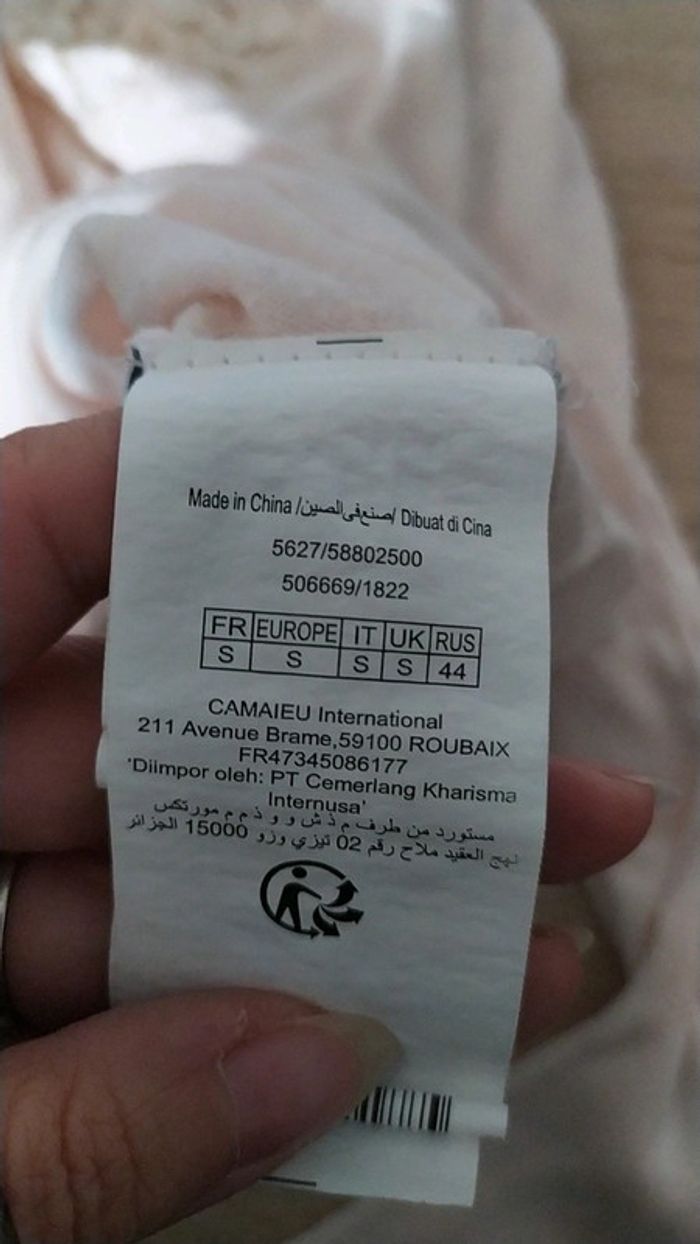 Made in China /صنع في الصين/ Dibuat di Cina
5627/58802500
506669/1822
FR EUROPE IT UK RUS
S S S S 44
CAMAIEU International
211 Avenue Brame,59100 ROUBAIX
FR47345086177
'Diimpor oleh: PT Cemerlang Kharisma
Internusa'
مستورد من طرف م ذ ش و و ذ م م مورتكس
نهج العقيد ملاح رقم 02 تيزي وزو 15000 الجزائر